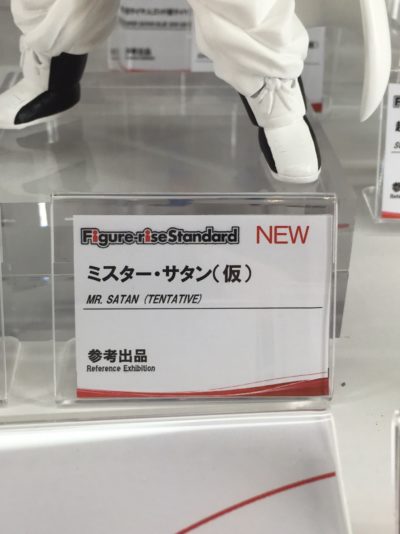 Figure-riseStandard NEW
ミスター・サタン(仮)
MR. SATAN (TENTATIVE)
参考出品
Reference Exhibition